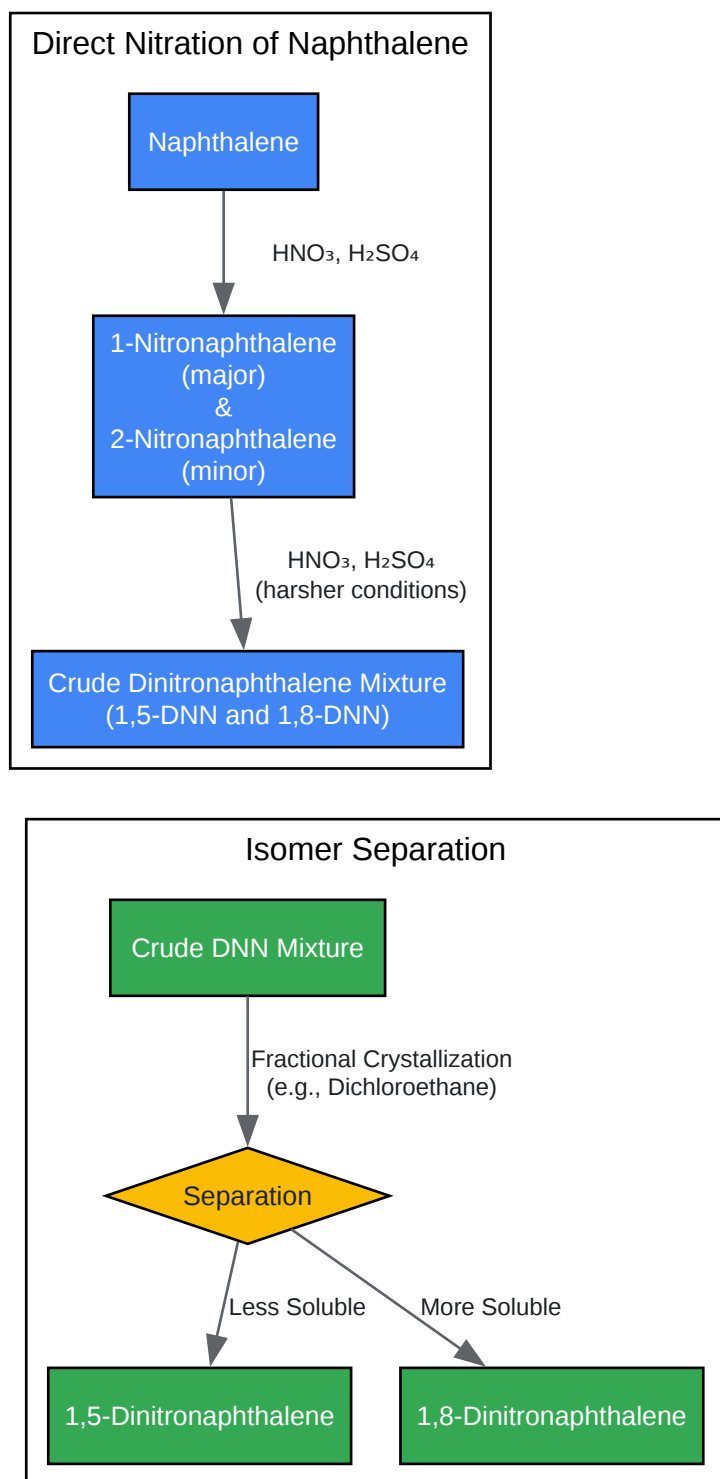 Direct Nitration of Naphthalene
Naphthalene
HNO₃, H₂SO₄
1-Nitronaphthalene
(major)
&
2-Nitronaphthalene
(minor)
HNO₃, H₂SO₄
(harsher conditions)
Crude Dinitronaphthalene Mixture
(1,5-DNN and 1,8-DNN)
Isomer Separation
Crude DNN Mixture
Fractional Crystallization
(e.g., Dichloroethane)
Separation
Less Soluble
More Soluble
1,5-Dinitronaphthalene
1,8-Dinitronaphthalene